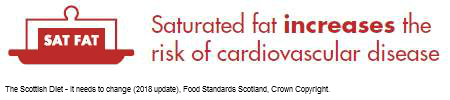 SAT FAT
Saturated fat increases the
risk of cardiovascular disease
The Scottish Diet - It needs to change (2018 update), Food Standards Scotland, Crown Copyright.